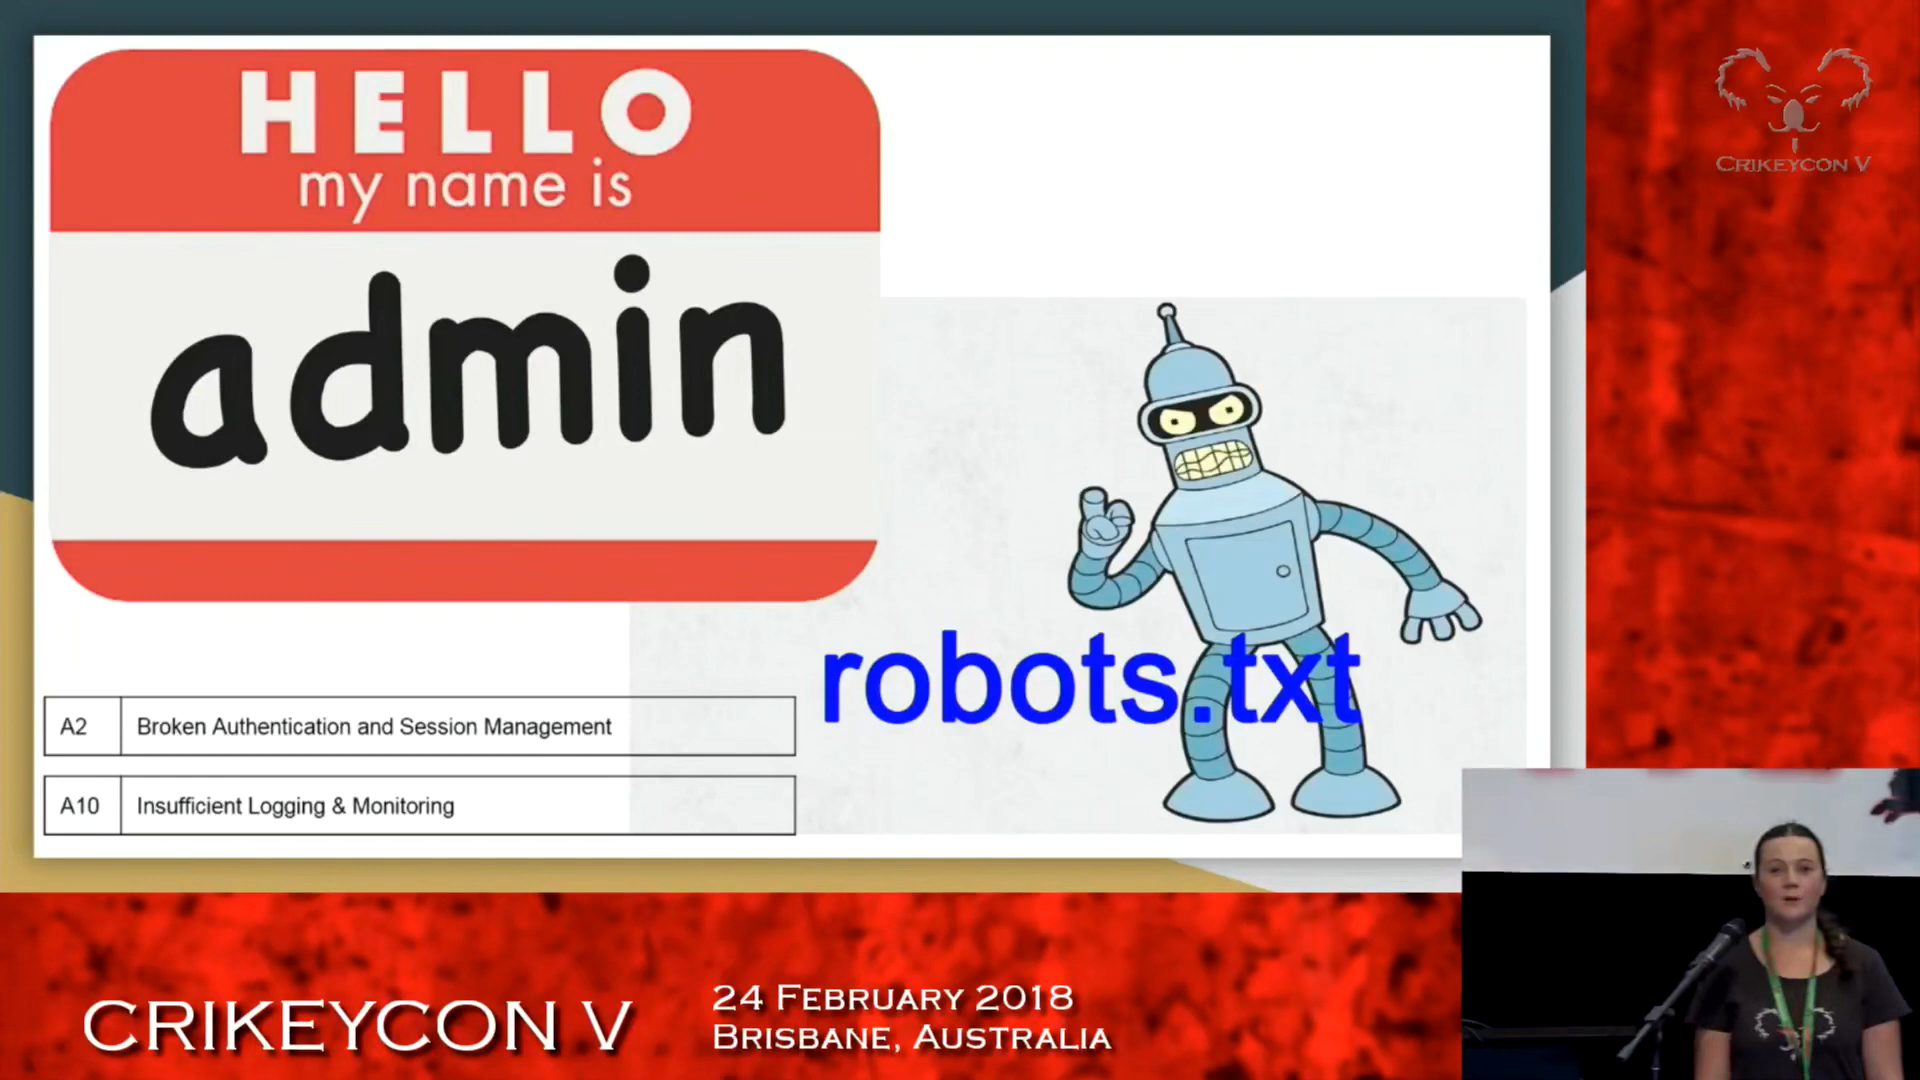 HELLO
my name is
admin
robots.txt
A2 Broken Authentication and Session Management
A10 Insufficient Logging & Monitoring
CRIKEYCON V
CRIKEYCON V
24 FEBRUARY 2018
BRISBANE, AUSTRALIA